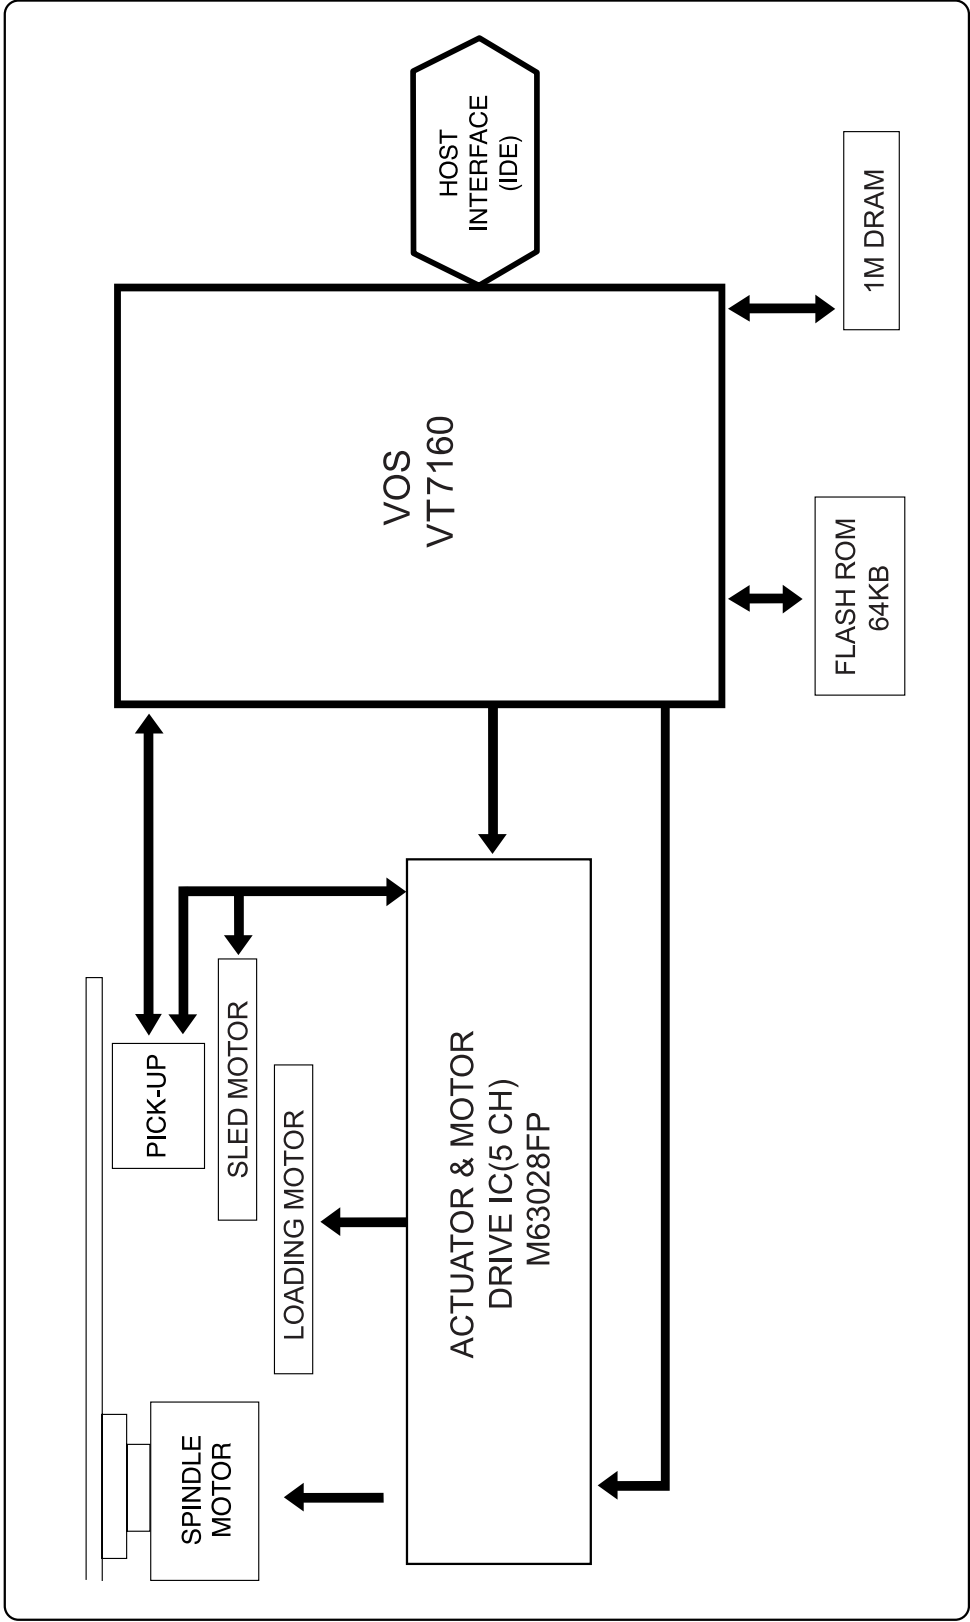 SPINDLE
MOTOR
PICK-UP
SLED MOTOR
LOADING MOTOR
ACTUATOR & MOTOR
DRIVE IC(5 CH)
M63028FP
VOS
VT7160
HOST
INTERFACE
(IDE)
FLASH ROM
64KB
1M DRAM